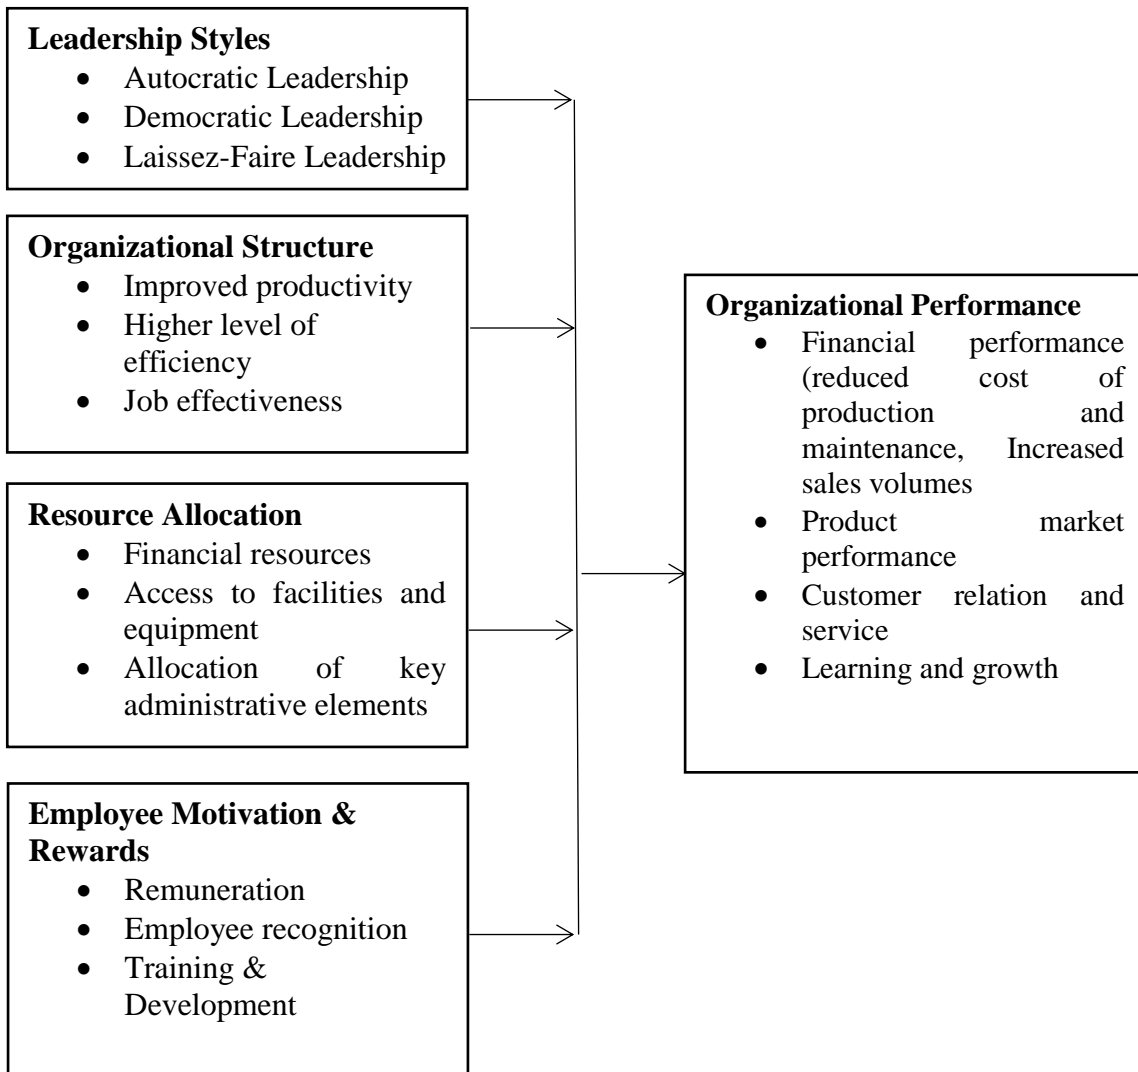 Leadership Styles
• Autocratic Leadership
• Democratic Leadership
• Laissez-Faire Leadership
Organizational Structure
• Improved productivity
• Higher level of
efficiency
• Job effectiveness
Resource Allocation
• Financial resources
• Access to facilities and
equipment
• Allocation of key
administrative elements
Employee Motivation &
Rewards
• Remuneration
• Employee recognition
• Training &
Development
Organizational Performance
• Financial performance
(reduced cost of
production and
maintenance, Increased
sales volumes
• Product market
performance
• Customer relation and
service
• Learning and growth